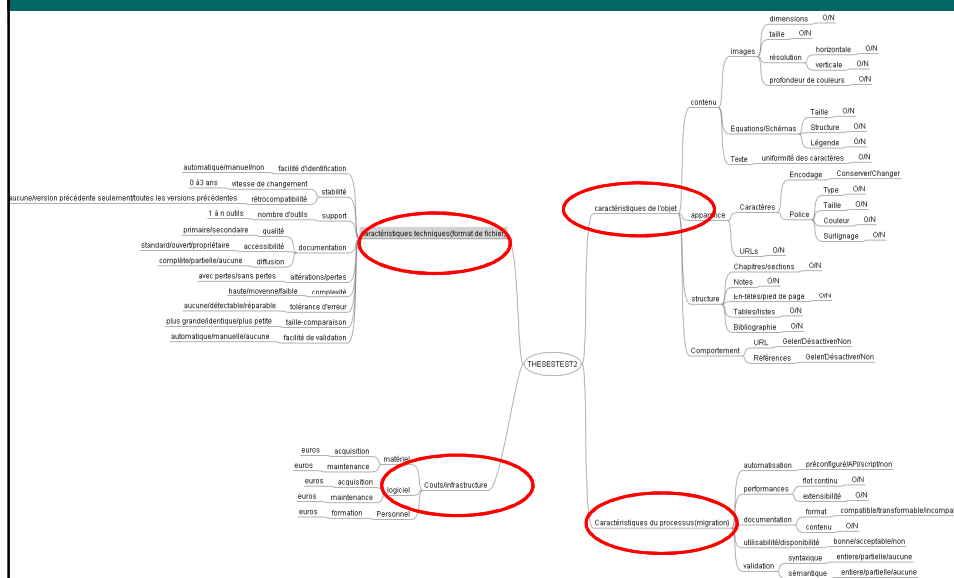 THESESTEST2
caractéristiques techniques(format de fichier)
facilité d'identification
automatique/manuel/non
stabilité
vitesse de changement
0 à3 ans
rétrocompatibilité
aucune/version précédente seulement/toutes les versions précédentes
support
nombre d'outils
1 à n outils
documentation
qualité
primaire/secondaire
accessibilité
standard/ouvert/propriétaire
diffusion
complète/partielle/aucune
altérations/pertes
avec pertes/sans pertes
complexité
haute/movenne/faible
tolérance d'erreur
aucune/détectable/réparable
taille-comparaison
plus grande/identique/plus petite
facilité de validation
automatique/manuelle/aucune
Couts/infrastructure
matériel
acquisition
euros
maintenance
euros
logiciel
acquisition
euros
maintenance
euros
Personnel
formation
euros
caractéristiques de l'objet
contenu
images
dimensions O/N
taille O/N
résolution
horizontale O/N
verticale O/N
profondeur de couleurs O/N
Equations/Schémas
Taille O/N
Structure O/N
Légende O/N
Texte uniformité des caractères O/N
apparence
Caractères
Encodage Conserver/Changer
Police
Type O/N
Taille O/N
Couleur O/N
Surlignage O/N
URLs O/N
structure
Chapitres/sections O/N
Notes O/N
En-têtes/pied de page O/N
Tables/listes O/N
Bibliographie O/N
Comportement
URL Geler/Désactiver/Non
Références Geler/Désactiver/Non
Caractéristiques du processus(migration)
automatisation préconfiguré/API/script/non
performances
flot continu O/N
extensibilité O/N
documentation
format compatible/transformable/incompat
contenu O/N
utilisabilité/disponibilité bonne/acceptable/non
validation
syntaxique entiere/partielle/aucune
sémantique entiere/partielle/aucune